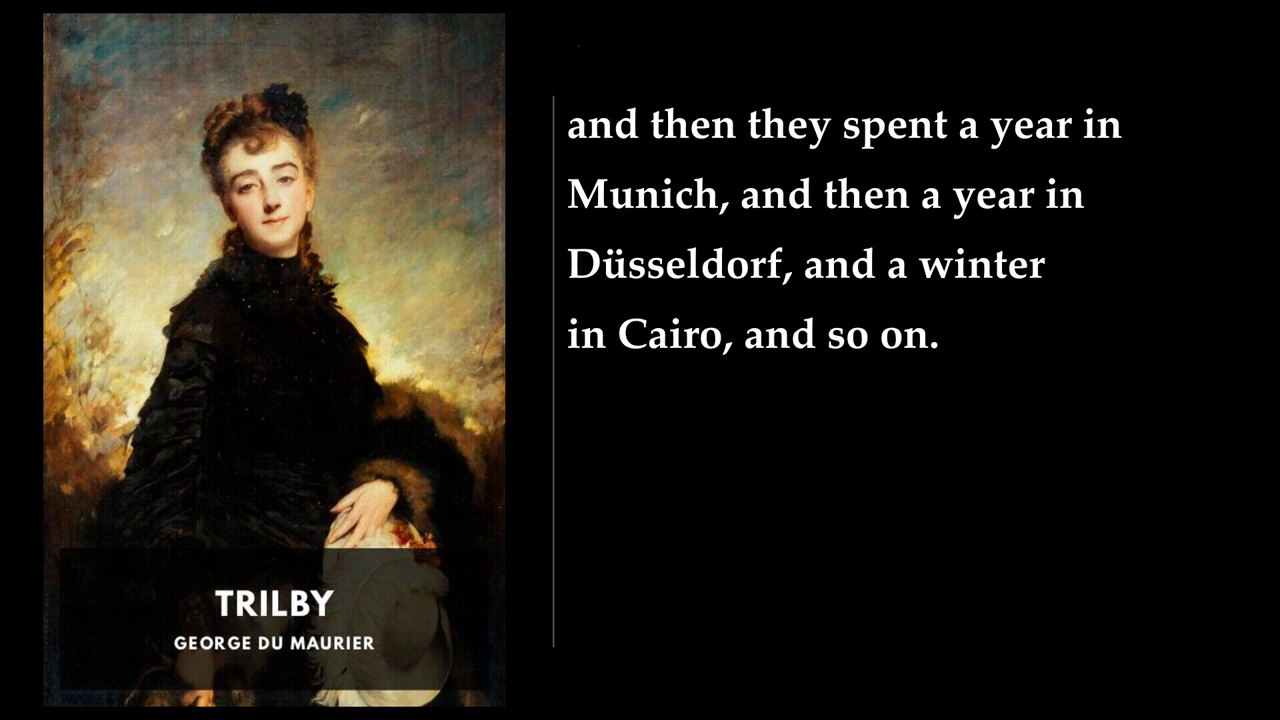 TRILBY
GEORGE DU MAURIER
and then they spent a year in
Munich, and then a year in
Düsseldorf, and a winter
in Cairo, and so on.